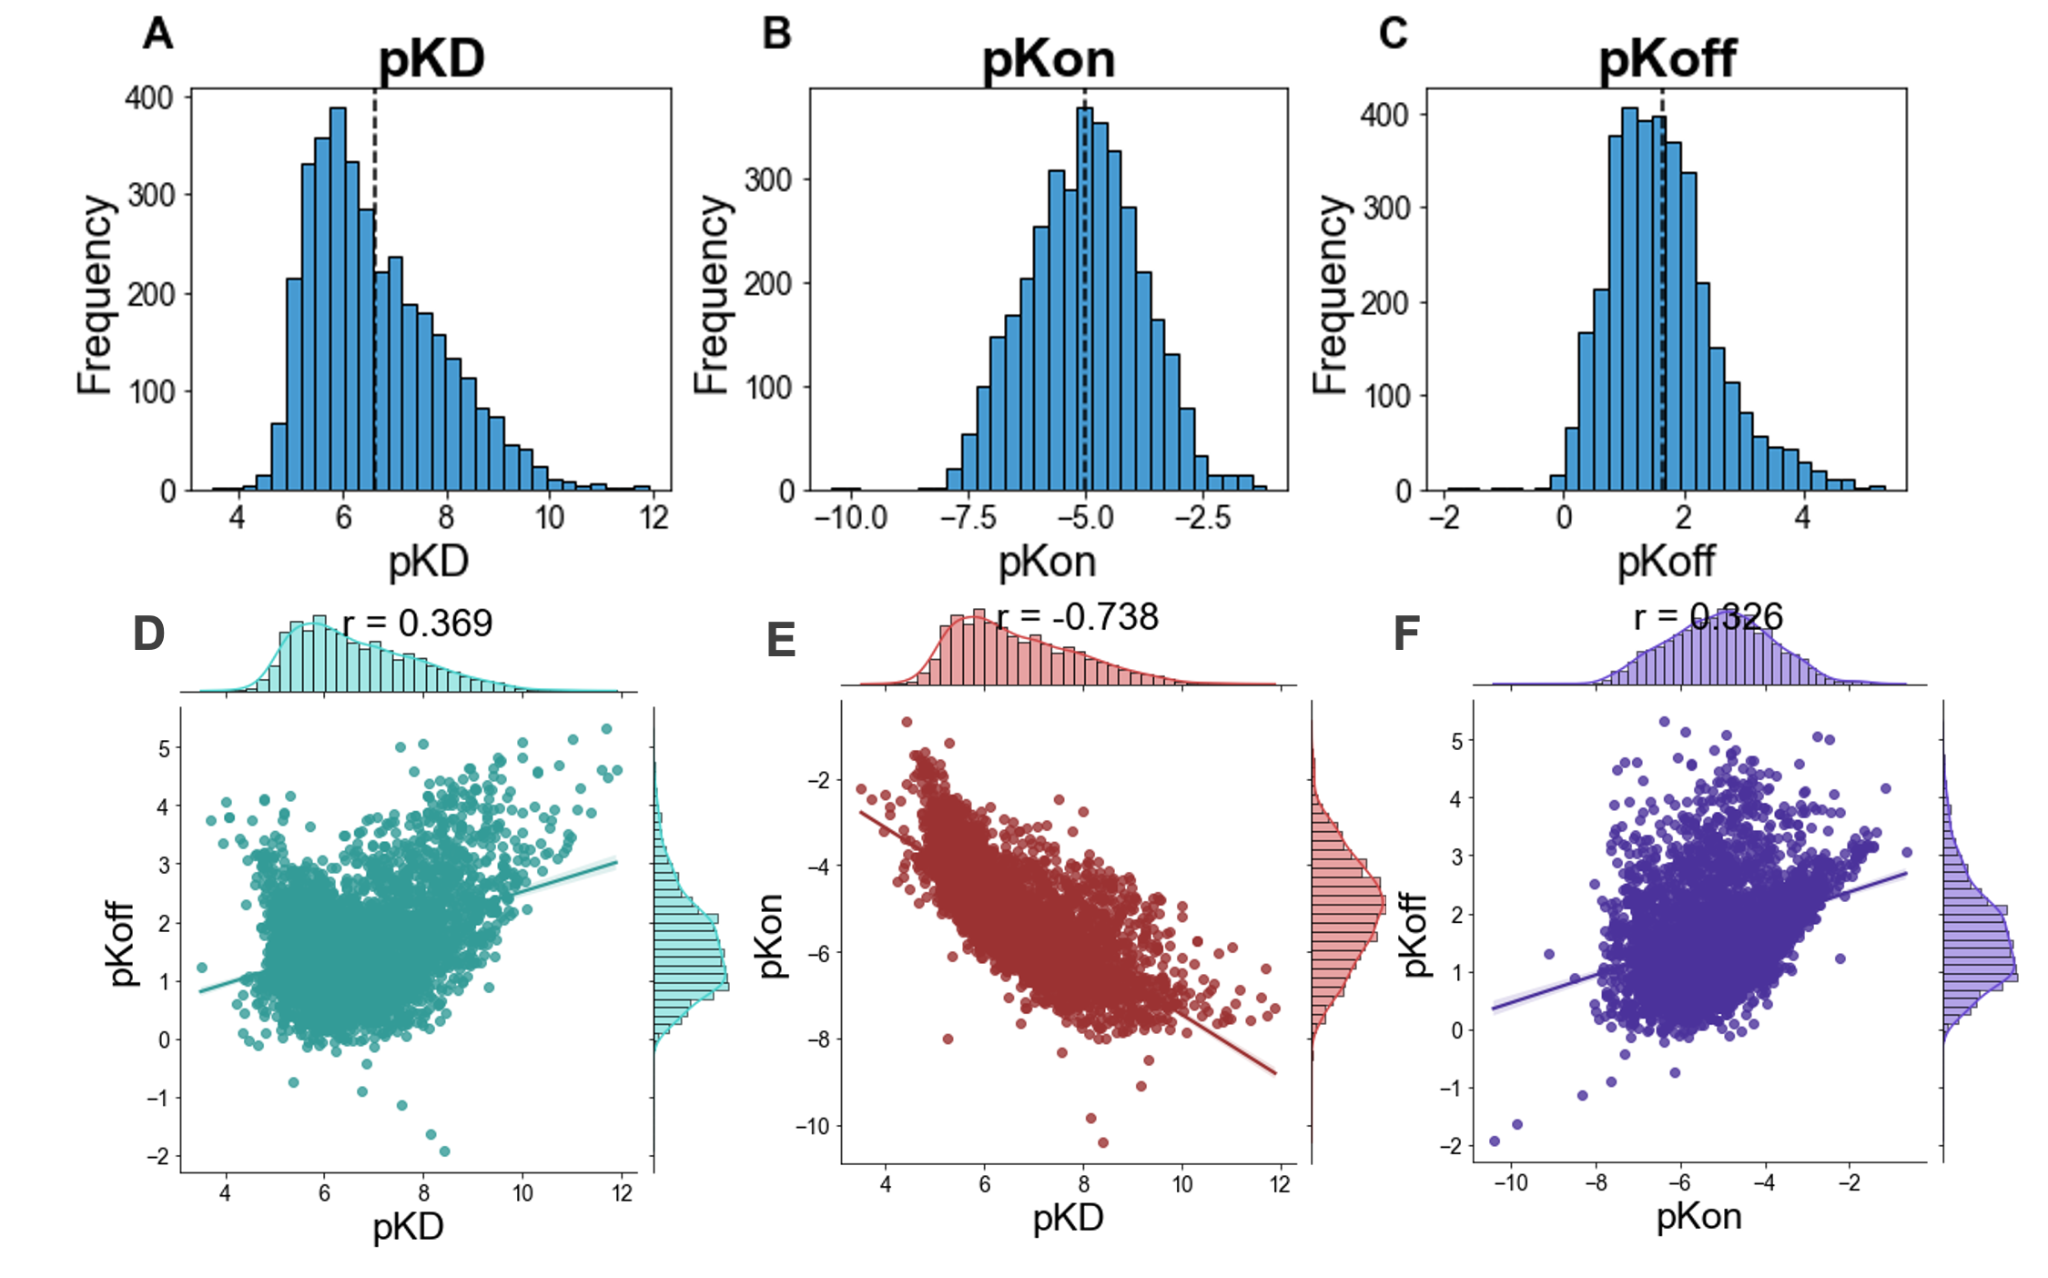 A
pKD
B
pKon
C
pKoff
Frequency
400
300
200
100
0
4
6
8
10
12
pKD
Frequency
300
200
100
0
−10.0
−7.5
−5.0
−2.5
pKon
Frequency
400
300
200
100
0
−2
0
2
4
pKoff
D
r = 0.369
pKoff
5
4
3
2
1
0
−1
−2
4
6
8
10
12
pKD
E
r = -0.738
pKon
−2
−4
−6
−8
−10
4
6
8
10
12
pKD
F
r = 0.326
pKoff
5
4
3
2
1
0
−1
−2
−10
−8
−6
−4
−2
pKon